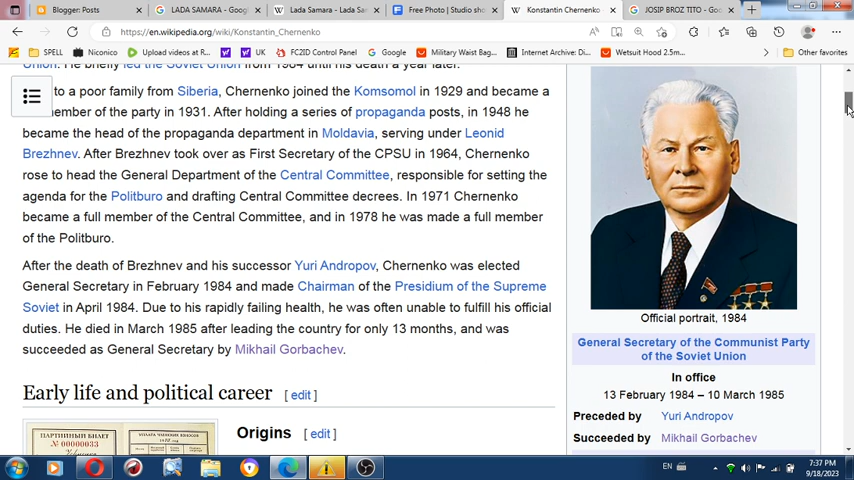 Blogger: Posts
LADA SAMARA - Googl
Lada Samara - Lada Sam
Free Photo | Studio sho
Konstantin Chernenko
JOSIP BROZ TITO - Goo
https://en.wikipedia.org/wiki/Konstantin_Chernenko
SPELL
Niconico
Upload videos at R...
UK
FC2ID Control Panel
Google
Military Waist Bag...
Internet Archive: Di...
Wetsuit Hood 2.5m...
Other favorites
Union. He briefly led the Soviet Union from 1984 until his death a year later.
to a poor family from Siberia, Chernenko joined the Komsomol in 1929 and became a
member of the party in 1931. After holding a series of propaganda posts, in 1948 he
became the head of the propaganda department in Moldavia, serving under Leonid
Brezhnev. After Brezhnev took over as First Secretary of the CPSU in 1964, Chernenko
rose to head the General Department of the Central Committee, responsible for setting the
agenda for the Politburo and drafting Central Committee decrees. In 1971 Chernenko
became a full member of the Central Committee, and in 1978 he was made a full member
of the Politburo.
After the death of Brezhnev and his successor Yuri Andropov, Chernenko was elected
General Secretary in February 1984 and made Chairman of the Presidium of the Supreme
Soviet in April 1984. Due to his rapidly failing health, he was often unable to fulfill his official
duties. He died in March 1985 after leading the country for only 13 months, and was
succeeded as General Secretary by Mikhail Gorbachev.
Early life and political career [ edit ]
ПАРТИЙНЫЙ БИЛЕТ
№ 00000033
Origins [ edit ]
Official portrait, 1984
General Secretary of the Communist Party
of the Soviet Union
In office
13 February 1984 – 10 March 1985
Preceded by Yuri Andropov
Succeeded by Mikhail Gorbachev
EN
7:37 PM
9/18/2023